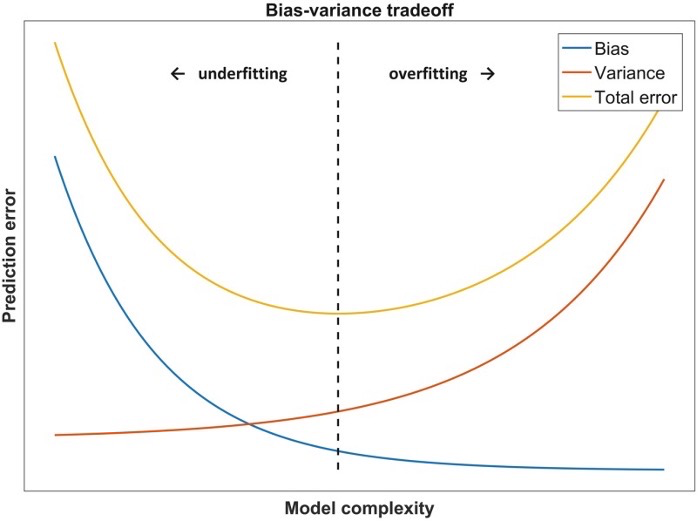 Bias-variance tradeoff
← underfitting
overfitting →
Bias
Variance
Total error
Prediction error
Model complexity